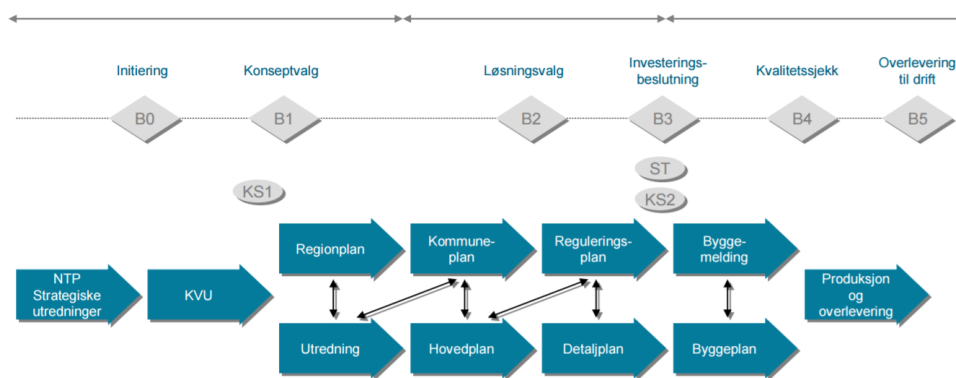 Initiering
Konseptvalg
Løsningsvalg
Investerings-
beslutning
Kvalitetssjekk
Overlevering
til drift
B0
B1
B2
B3
B4
B5
ST
KS1
KS2
Regionplan
Kommune-
plan
Regulerings-
plan
Bygge-
melding
NTP
Strategiske
utredninger
KVU
Produksjon
og
overlevering
Utredning
Hovedplan
Detaljplan
Byggeplan